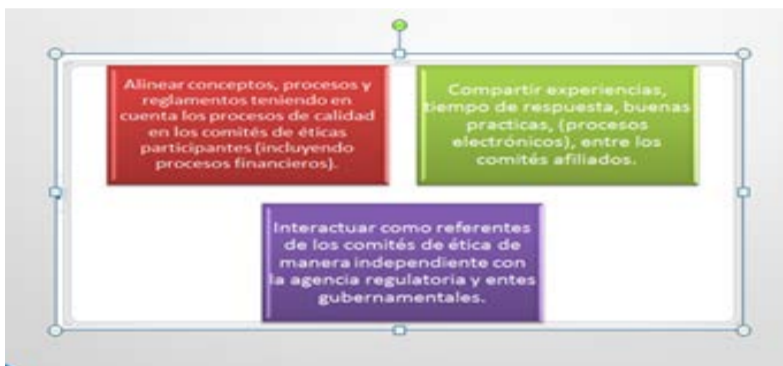 Alinear conceptos, procesos y
reglamentos teniendo en
cuenta los procesos de calidad
en los comités de éticas
participantes (incluyendo
procesos financieros).
Compartir experiencias,
tiempo de respuesta, buenas
practicas, (procesos
electrónicos), entre los
comités afiliados.
Interactuar como referentes
de los comités de ética de
manera independiente con
la agencia regulatoria y entes
gubernamentales.